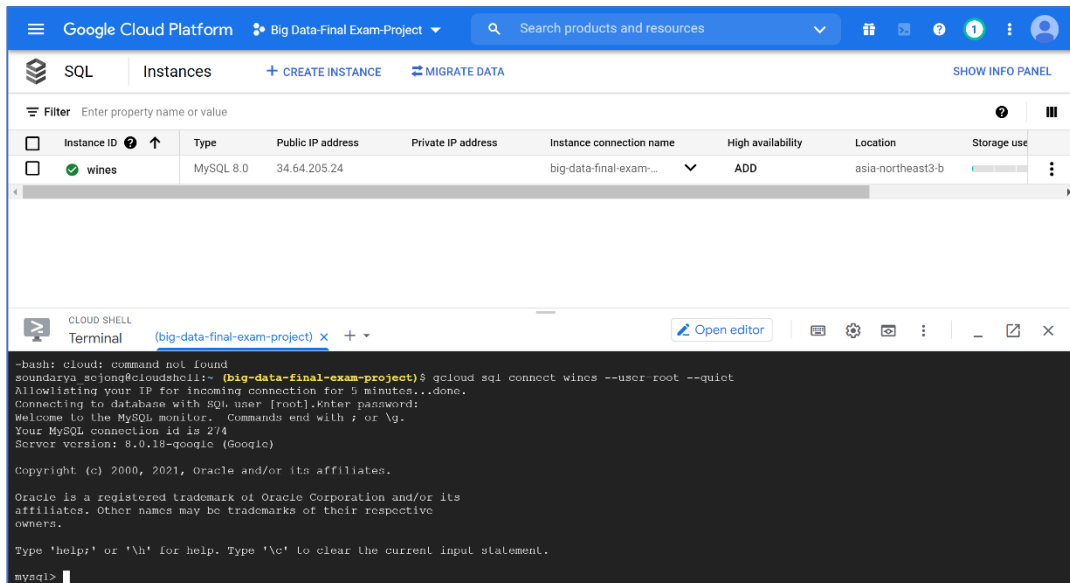 Google Cloud Platform Big Data-Final Exam-Project Search products and resources 1
SQL Instances + CREATE INSTANCE MIGRATE DATA SHOW INFO PANEL
Filter Enter property name or value
Instance ID Type Public IP address Private IP address Instance connection name High availability Location Storage use
wines MySQL 8.0 34.64.205.24 big-data-final-exam-... ADD asia-northeast3-b
CLOUD SHELL
Terminal (big-data-final-exam-project) × + Open editor
-bash: cloud: command not found
soundarya_sejong@cloudshell:~ (big-data-final-exam-project)$ gcloud sql connect wines --user=root --quiet
Allowlisting your IP for incoming connection for 5 minutes...done.
Connecting to database with SQL user [root].Enter password:
Welcome to the MySQL monitor.  Commands end with ; or \g.
Your MySQL connection id is 274
Server version: 8.0.18-google (Google)
Copyright (c) 2000, 2021, Oracle and/or its affiliates.
Oracle is a registered trademark of Oracle Corporation and/or its
affiliates. Other names may be trademarks of their respective
owners.
Type 'help;' or '\h' for help. Type '\c' to clear the current input statement.
mysql>